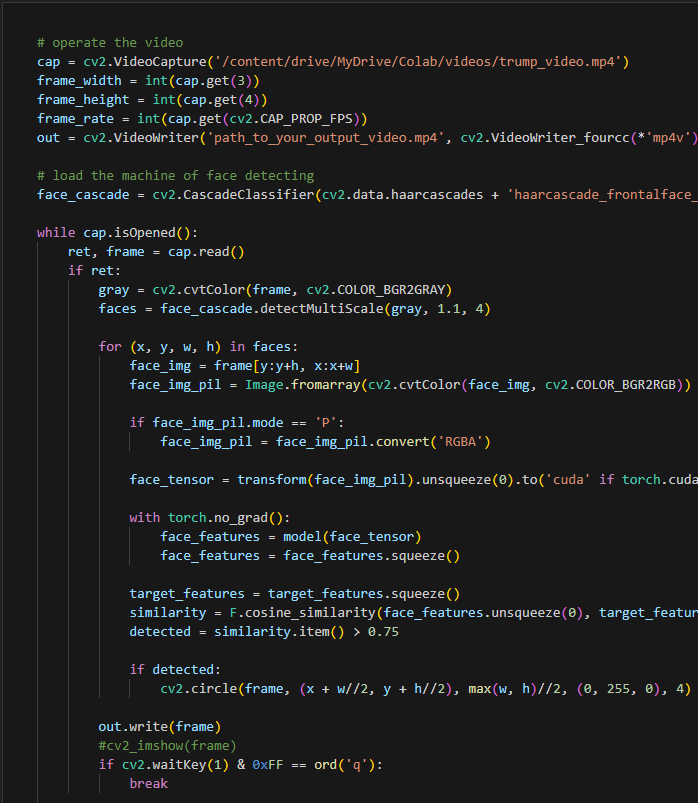 # operate the video
cap = cv2.VideoCapture('/content/drive/MyDrive/Colab/videos/trump_video.mp4')
frame_width = int(cap.get(3))
frame_height = int(cap.get(4))
frame_rate = int(cap.get(cv2.CAP_PROP_FPS))
out = cv2.VideoWriter('path_to_your_output_video.mp4', cv2.VideoWriter_fourcc(*'mp4v')
# load the machine of face detecting
face_cascade = cv2.CascadeClassifier(cv2.data.haarcascades + 'haarcascade_frontalface_
while cap.isOpened():
    ret, frame = cap.read()
    if ret:
        gray = cv2.cvtColor(frame, cv2.COLOR_BGR2GRAY)
        faces = face_cascade.detectMultiScale(gray, 1.1, 4)
        for (x, y, w, h) in faces:
            face_img = frame[y:y+h, x:x+w]
            face_img_pil = Image.fromarray(cv2.cvtColor(face_img, cv2.COLOR_BGR2RGB))
            if face_img_pil.mode == 'P':
                face_img_pil = face_img_pil.convert('RGBA')
            face_tensor = transform(face_img_pil).unsqueeze(0).to('cuda' if torch.cuda
            with torch.no_grad():
                face_features = model(face_tensor)
                face_features = face_features.squeeze()
            target_features = target_features.squeeze()
            similarity = F.cosine_similarity(face_features.unsqueeze(0), target_featur
            detected = similarity.item() > 0.75
            if detected:
                cv2.circle(frame, (x + w//2, y + h//2), max(w, h)//2, (0, 255, 0), 4)
        out.write(frame)
        #cv2_imshow(frame)
        if cv2.waitKey(1) & 0xFF == ord('q'):
            break